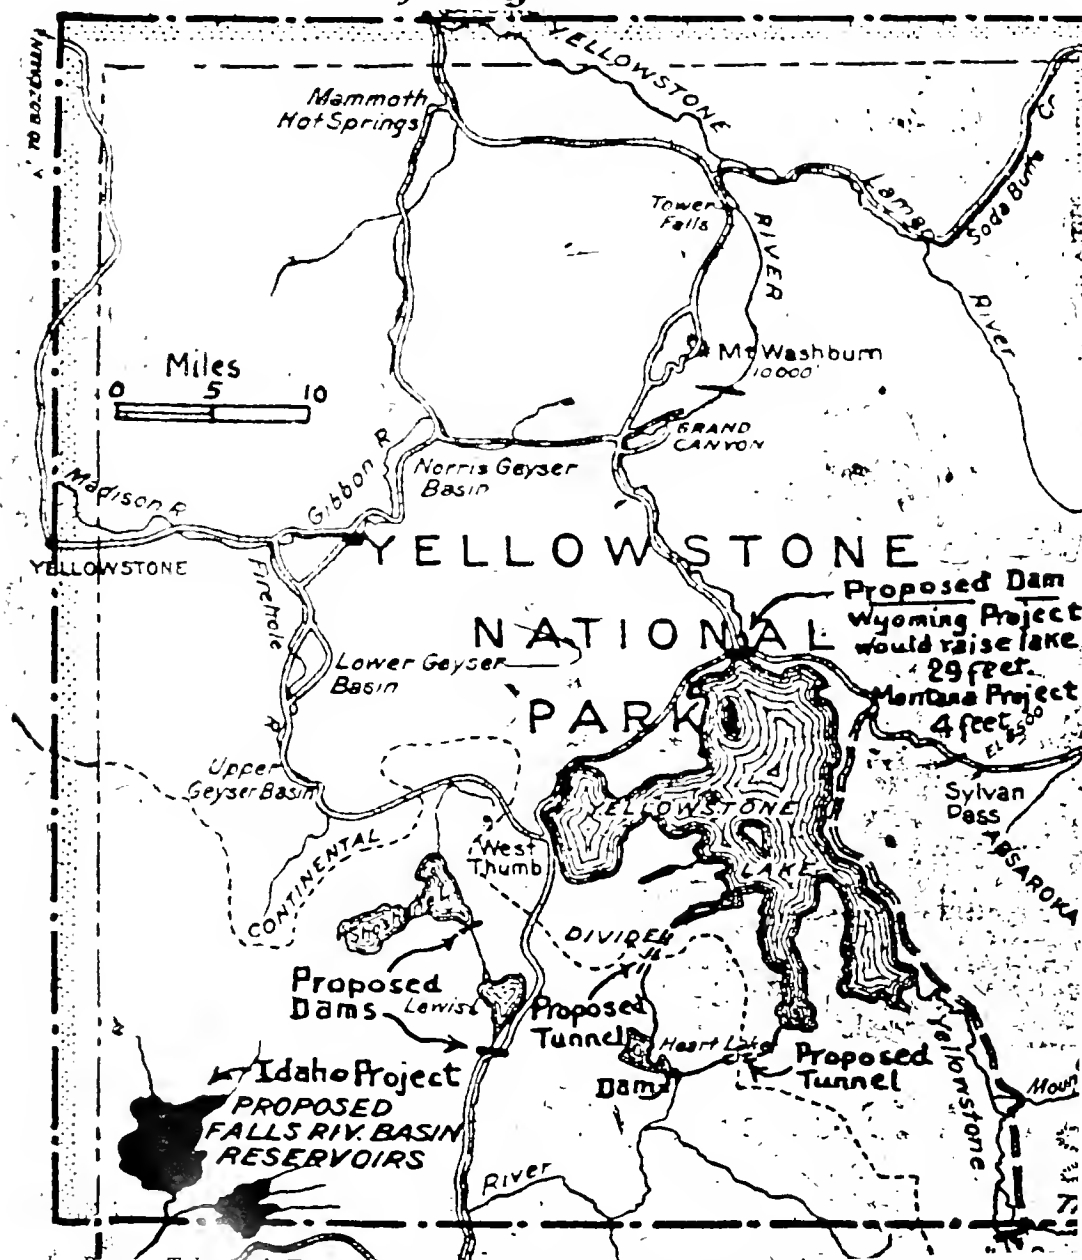 TO BOZEMAN
YELLOWSTONE
Mammoth
Hot Springs
Tower
Falls
RIVER
Lamar
Soda Butte
River
Miles
0 5 10
Mt Washburn
10000'
GRAND
CANYON
Norris Geyser
Basin
Gibbon R
Madison R
YELLOWSTONE
Firehole
R
YELLOWSTONE
NATIONAL
PARK
Proposed Dam
Wyoming Project
would raise lake
29 feet.
Montana Project
4 feet
EL 8500
Sylvan
Pass
ABSAROKA
Lower Geyser
Basin
Upper
Geyser Basin
CONTINENTAL
DIVIDE
West
Thumb
YELLOWSTONE
LAKE
Proposed
Dams
Lewis
Proposed
Tunnel
Heart Lake
Dam
Proposed
Tunnel
Yellowstone
Idaho Project
PROPOSED
FALLS RIV. BASIN
RESERVOIRS
River